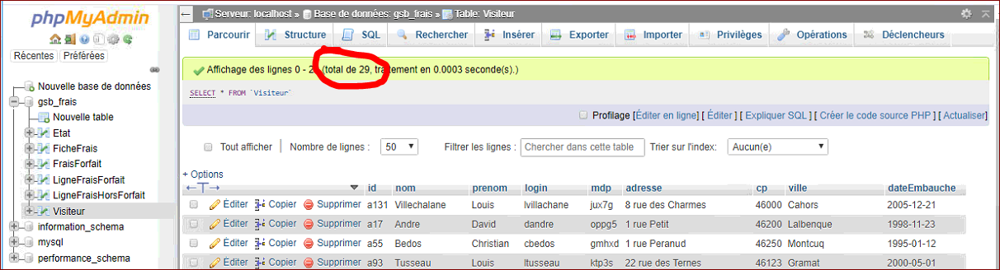 phpMyAdmin
Récentes Préférées
Nouvelle base de données
gsb_frais
Nouvelle table
Etat
FicheFrais
FraisForfait
LigneFraisForfait
LigneFraisHorsForfait
Visiteur
information_schema
mysql
performance_schema
Serveur: localhost » Base de données: gsb_frais » Table: Visiteur
Parcourir Structure SQL Rechercher Insérer Exporter Importer Privilèges Opérations Déclencheurs
Affichage des lignes 0 - (total de 29, traitement en 0.0003 seconde(s).)
SELECT * FROM `Visiteur`
Profilage [Éditer en ligne] [ Éditer ] [ Expliquer SQL ] [ Créer le code source PHP ] [ Actualiser]
Tout afficher Nombre de lignes : 50 Filtrer les lignes : Chercher dans cette table Trier sur l'index: Aucun(e)
+ Options
←T→ id nom prenom login mdp adresse cp ville dateEmbauche
Éditer Copier Supprimer a131 Villechalane Louis lvillachane jux7g 8 rue des Charmes 46000 Cahors 2005-12-21
Éditer Copier Supprimer a17 Andre David dandre oppg5 1 rue Petit 46200 Lalbenque 1998-11-23
Éditer Copier Supprimer a55 Bedos Christian cbedos gmhxd 1 rue Peranud 46250 Montcuq 1995-01-12
Éditer Copier Supprimer a93 Tusseau Louis ltusseau ktp3s 22 rue des Ternes 46123 Gramat 2000-05-01